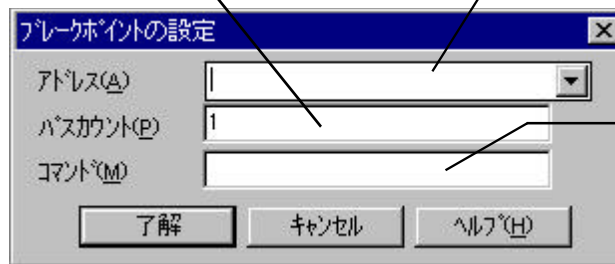 ﾌﾞﾚｰｸﾎﾟｲﾝﾄの設定
ｱﾄﾞﾚｽ(A)
ﾊﾟｽｶｳﾝﾄ(P) 1
ｺﾏﾝﾄﾞ(M)
了解 ｷｬﾝｾﾙ ﾍﾙﾌﾟ(H)